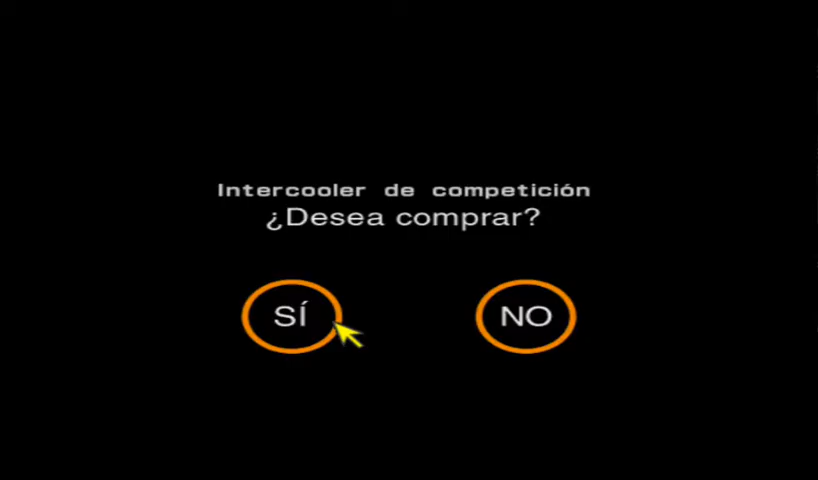 Intercooler de competición
¿Desea comprar?
SÍ NO